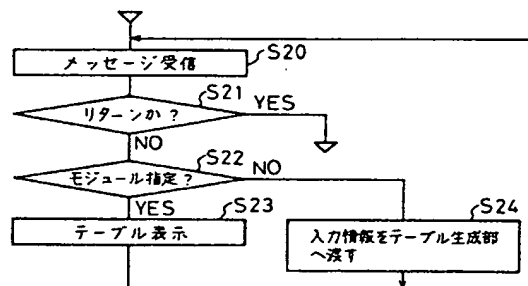 メッセージ受信
S20
リターンか?
S21
YES
NO
モジュール指定?
S22
NO
YES
テーブル表示
S23
S24
入力情報をテーブル生成部
へ渡す